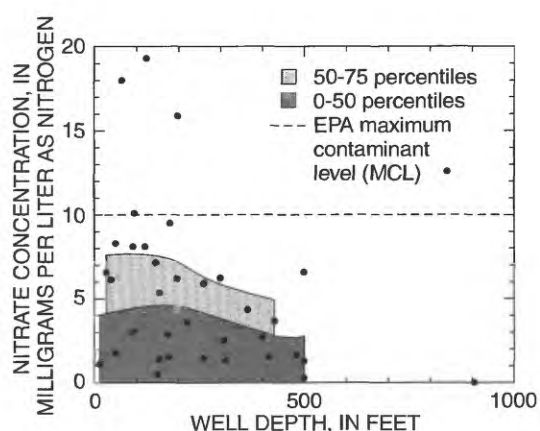 NITRATE CONCENTRATION, IN
MILLIGRAMS PER LITER AS NITROGEN
20
15
10
5
0
50-75 percentiles
0-50 percentiles
EPA maximum
contaminant
level (MCL)
0
500
1000
WELL DEPTH, IN FEET